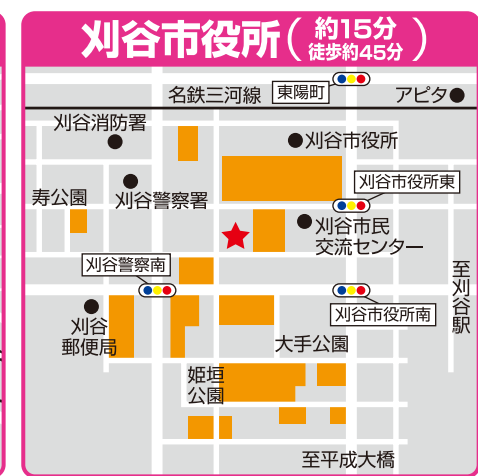 刈谷市役所(約15分
徒歩約45分)
名鉄三河線
東陽町
アピタ
刈谷消防署
刈谷市役所
寿公園
刈谷警察署
刈谷市役所東
刈谷市民
交流センター
刈谷警察南
至刈谷駅
刈谷
郵便局
刈谷市役所南
大手公園
姫垣
公園
至平成大橋